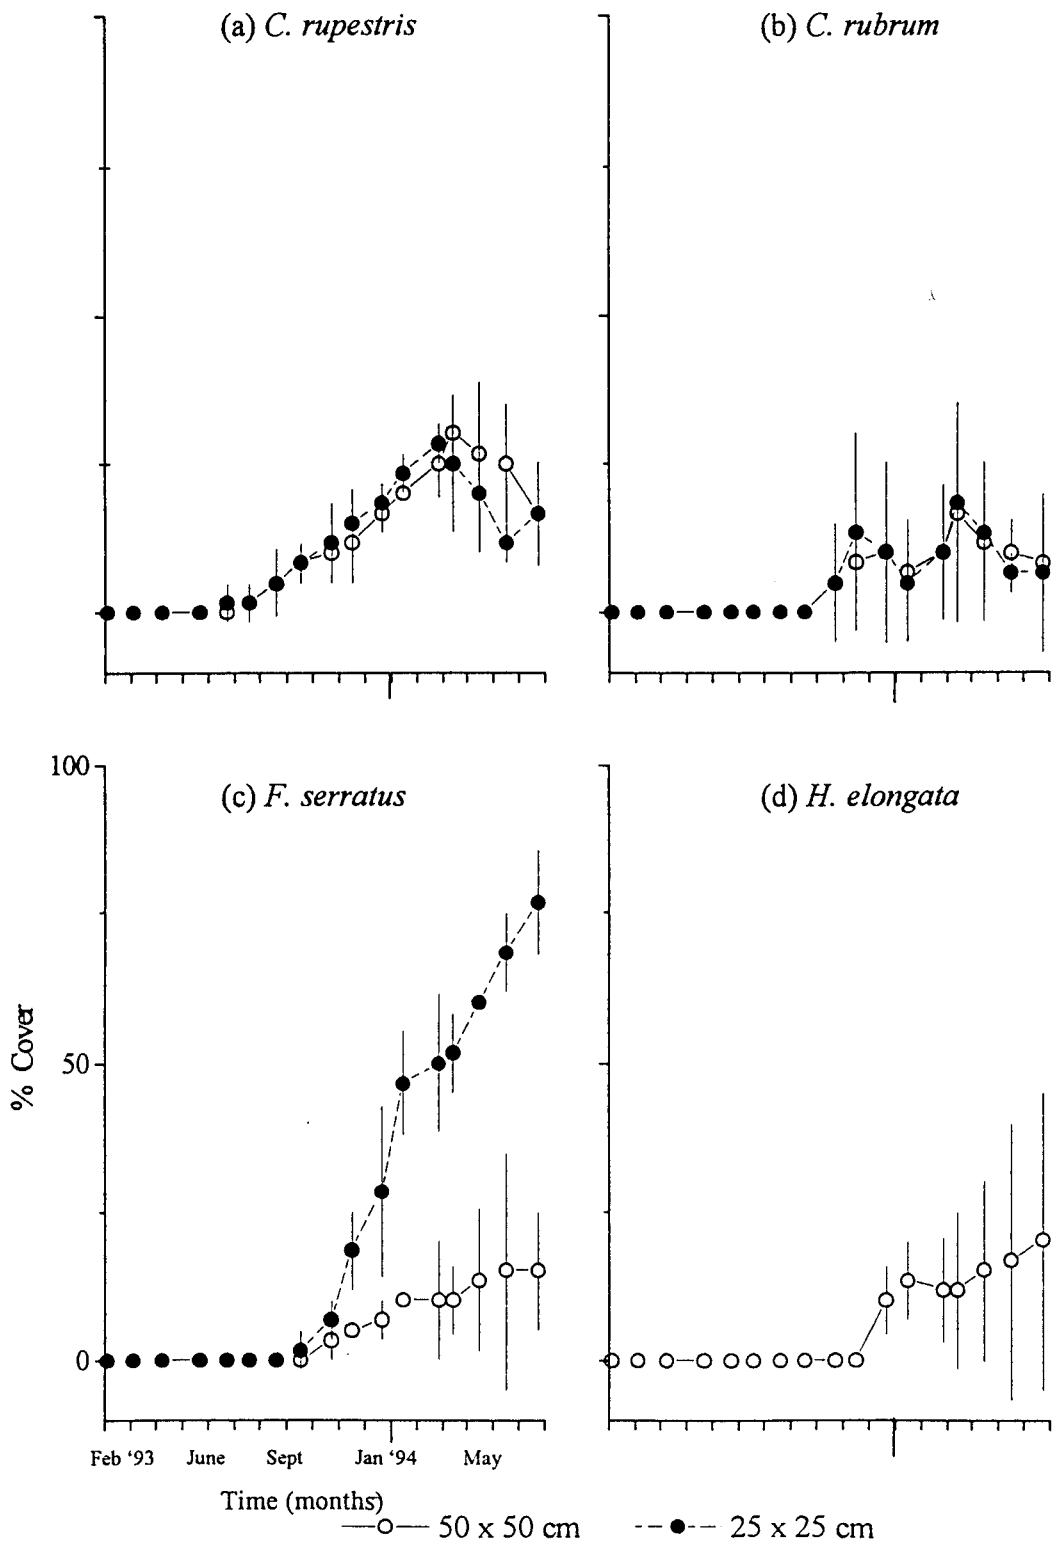 (a) C. rupestris
(b) C. rubrum
(c) F. serratus
(d) H. elongata
100
50
0
% Cover
Feb ‘93 June Sept Jan ‘94 May
Time (months)
50 x 50 cm
25 x 25 cm